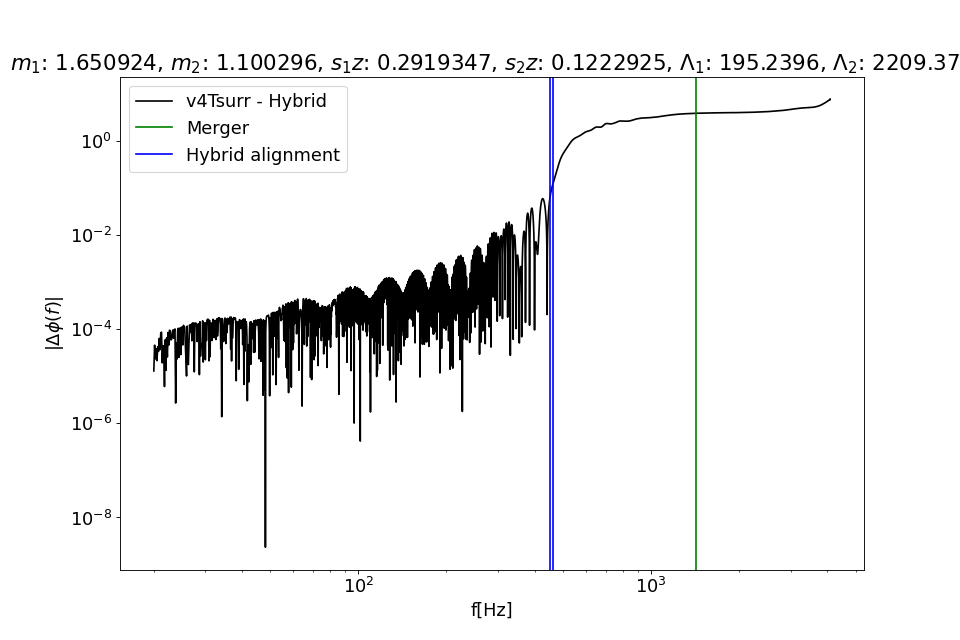 m₁: 1.650924, m₂: 1.100296, s₁z: 0.2919347, s₂z: 0.1222925, Λ₁: 195.2396, Λ₂: 2209.37
v4Tsurr - Hybrid
Merger
Hybrid alignment
10⁰
10⁻²
10⁻⁴
10⁻⁶
10⁻⁸
|Δϕ(f)|
10²
10³
f[Hz]